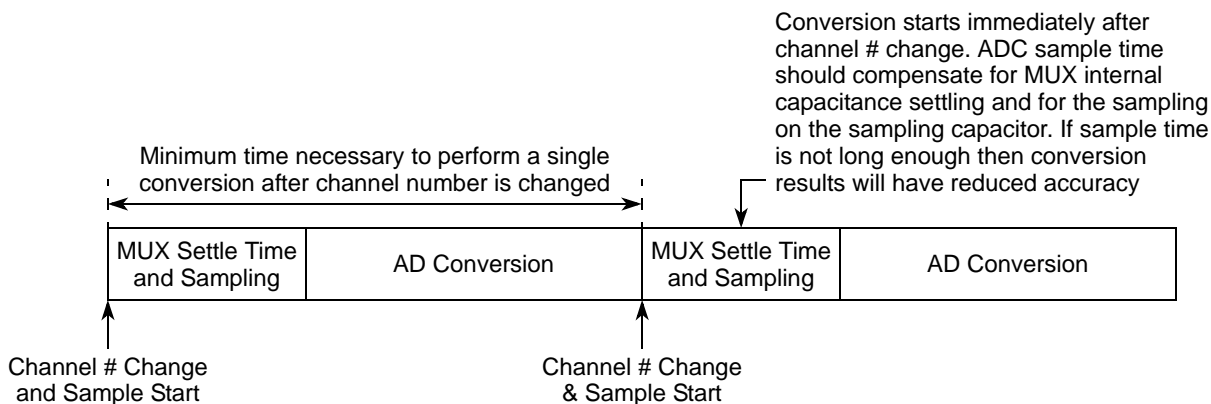 Conversion starts immediately after
channel # change. ADC sample time
should compensate for MUX internal
capacitance settling and for the sampling
on the sampling capacitor. If sample time
is not long enough then conversion
results will have reduced accuracy
Minimum time necessary to perform a single
conversion after channel number is changed
MUX Settle Time
and Sampling
AD Conversion
MUX Settle Time
and Sampling
AD Conversion
Channel # Change
and Sample Start
Channel # Change
& Sample Start